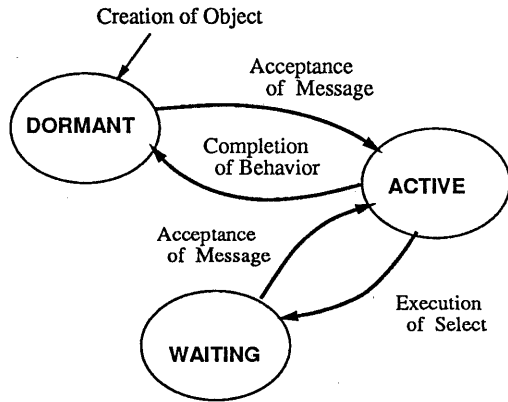 Creation of Object
Acceptance
of Message
DORMANT
Completion
of Behavior
ACTIVE
Acceptance
of Message
Execution
of Select
WAITING